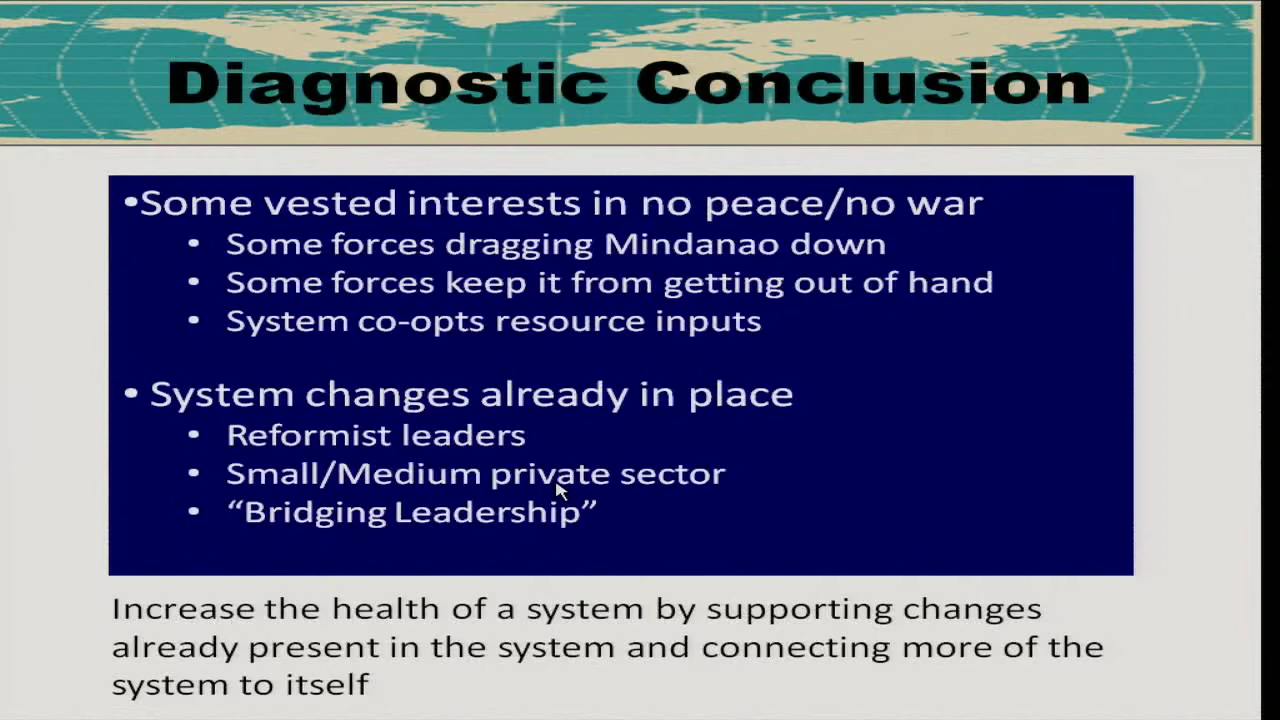 Diagnostic Conclusion
•Some vested interests in no peace/no war
• Some forces dragging Mindanao down
• Some forces keep it from getting out of hand
• System co-opts resource inputs
• System changes already in place
• Reformist leaders
• Small/Medium private sector
• “Bridging Leadership”
Increase the health of a system by supporting changes
already present in the system and connecting more of the
system to itself